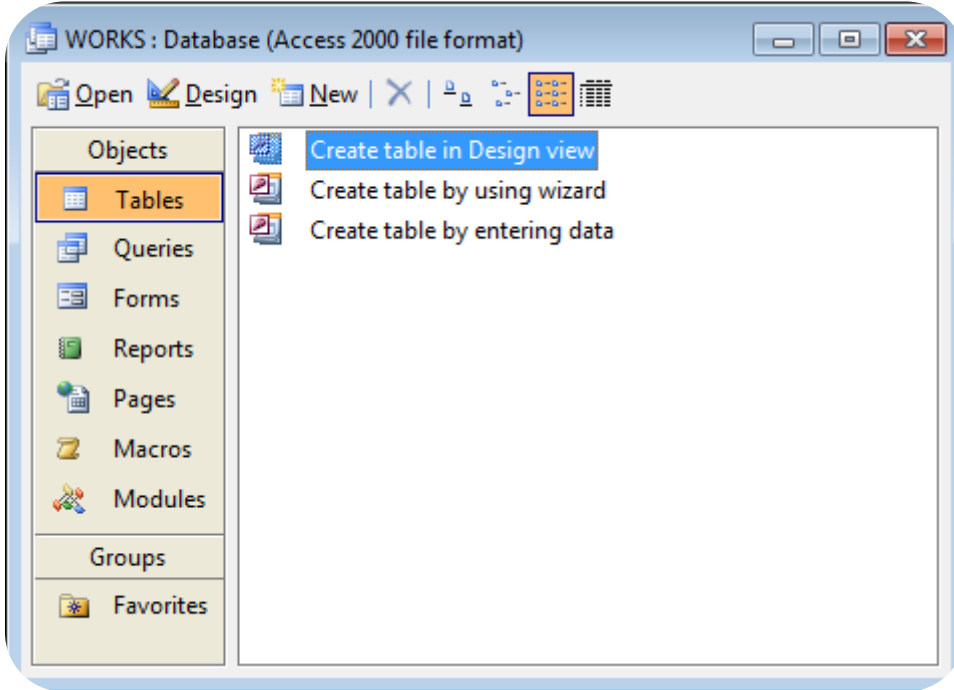 WORKS : Database (Access 2000 file format)
Open Design New
Objects
Tables
Queries
Forms
Reports
Pages
Macros
Modules
Groups
Favorites
Create table in Design view
Create table by using wizard
Create table by entering data